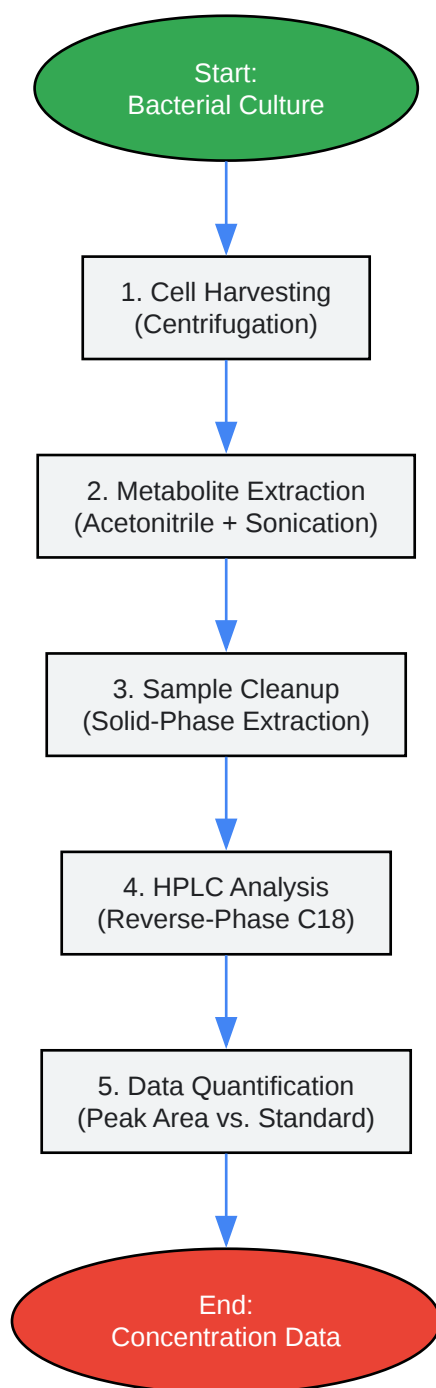 Start:
Bacterial Culture
1. Cell Harvesting
(Centrifugation)
2. Metabolite Extraction
(Acetonitrile + Sonication)
3. Sample Cleanup
(Solid-Phase Extraction)
4. HPLC Analysis
(Reverse-Phase C18)
5. Data Quantification
(Peak Area vs. Standard)
End:
Concentration Data